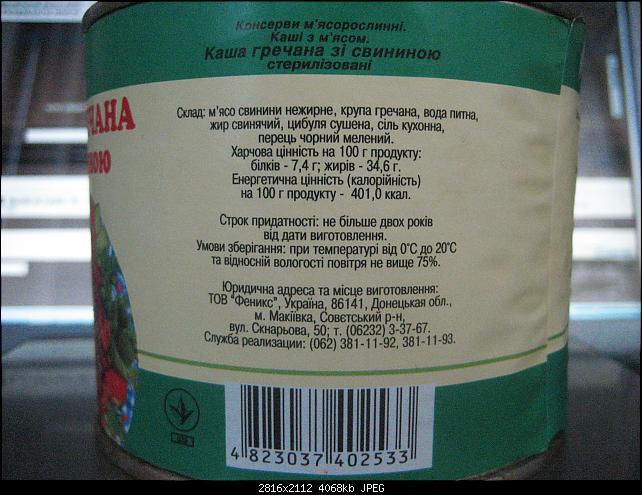 Консерви м'ясорослинні.
Каші з м'ясом.
Каша гречана зі свининою
стерилізовані
ЧАНА
ною
Склад: м'ясо свинини нежирне, крупа гречана, вода питна,
жир свинячий, цибуля сушена, сіль кухонна,
перець чорний мелений.
Харчова цінність на 100 г продукту:
білків - 7,4 г; жирів - 34,6 г.
Енергетична цінність (калорійність)
на 100 г продукту - 401,0 ккал.
Строк придатності: не більше двох років
від дати виготовлення.
Умови зберігання: при температурі від 0°С до 20°С
та відносній вологості повітря не вище 75%.
Юридична адреса та місце виготовлення:
ТОВ "Феникс", Україна, 86141, Донецька обл.,
м. Макіївка, Совєтський р-н,
вул. Скнарьова, 50; т. (06232) 3-37-67.
Служба реализации: (062) 381-11-92, 381-11-93.
4 823037 402533
2816x2112 4068kb JPEG